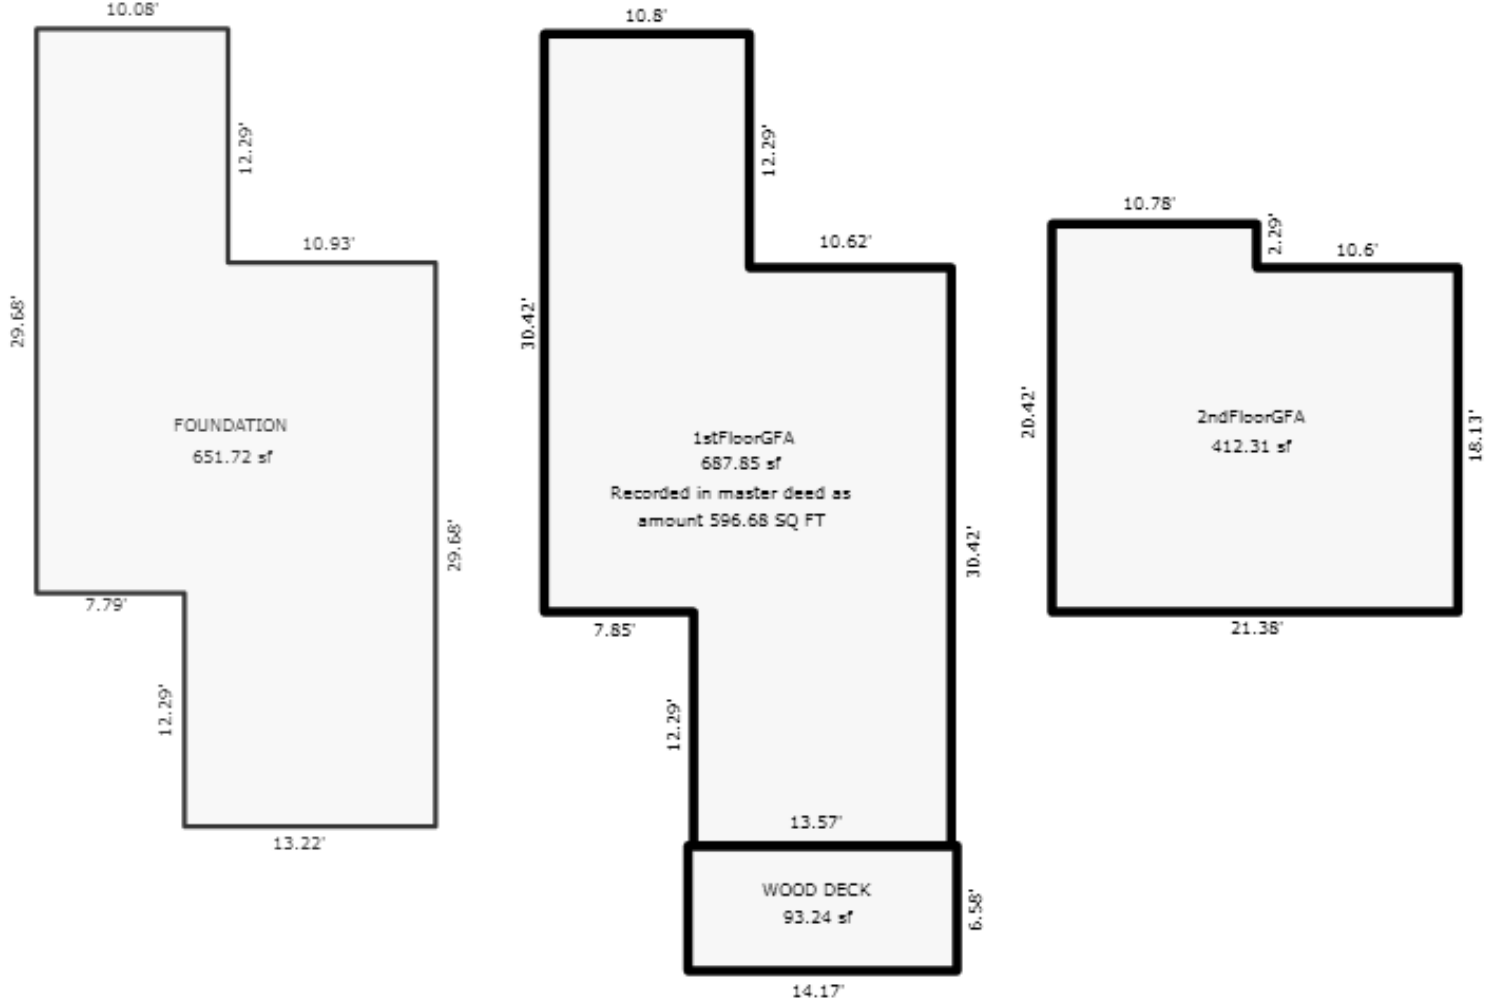 10.08'
12.29'
10.93'
29.68'
FOUNDATION
651.72 sf
29.68'
7.79'
12.29'
13.22'
10.8'
12.29'
10.62'
30.42'
1stFloorGFA
687.85 sf
Recorded in master deed as
amount 596.68 SQ FT
30.42'
7.85'
12.29'
13.57'
WOOD DECK
93.24 sf
6.58'
14.17'
10.78'
2.29'
10.6'
20.42'
2ndFloorGFA
412.31 sf
18.13'
21.38'